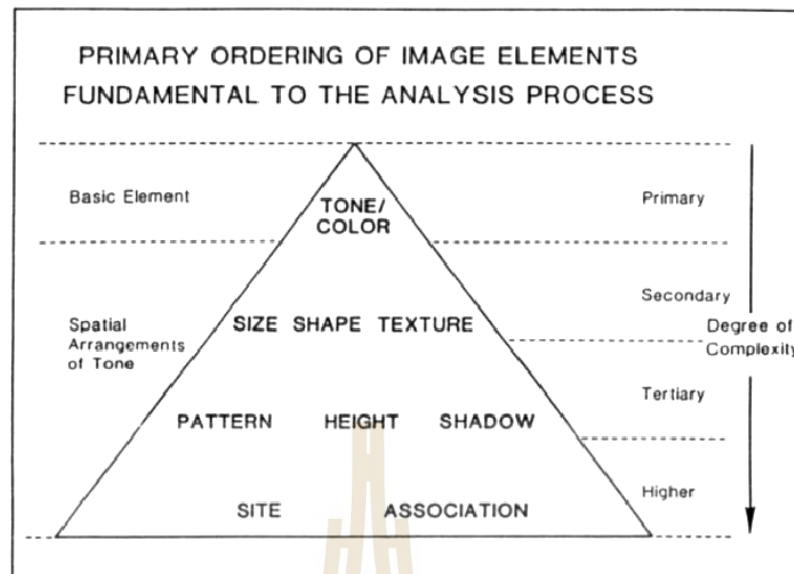 PRIMARY ORDERING OF IMAGE ELEMENTS
FUNDAMENTAL TO THE ANALYSIS PROCESS
Basic Element
TONE/
COLOR
Primary
Spatial
Arrangements
of Tone
SIZE SHAPE TEXTURE
Secondary
Degree of
Complexity
PATTERN HEIGHT SHADOW
Tertiary
SITE ASSOCIATION
Higher